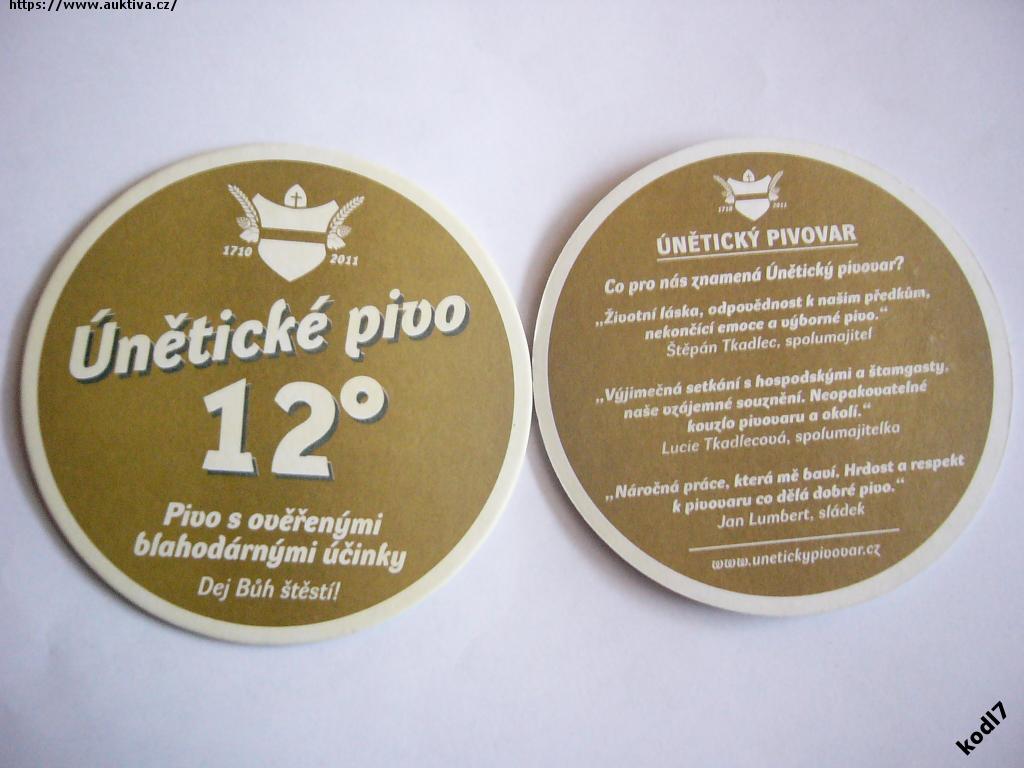 https://www.auktiva.cz/
1710 2011
Únětické pivo
12°
Pivo s ověřenými
blahodárnými účinky
Dej Bůh štěstí!
1710 2011
ÚNĚTICKÝ PIVOVAR
Co pro nás znamená Únětický pivovar?
„Životní láska, odpovědnost k našim předkům,
nekončící emoce a výborné pivo.“
Štěpán Tkadlec, spolumajitel
„Výjimečná setkání s hospodskými a štamgasty,
naše vzájemné souznění. Neopakovatelné
kouzlo pivovaru a okolí.“
Lucie Tkadlecová, spolumajitelka
„Náročná práce, která mě baví. Hrdost a respekt
k pivovaru co dělá dobré pivo.“
Jan Lumbert, sládek
www.unetickypivovar.cz
kodl7